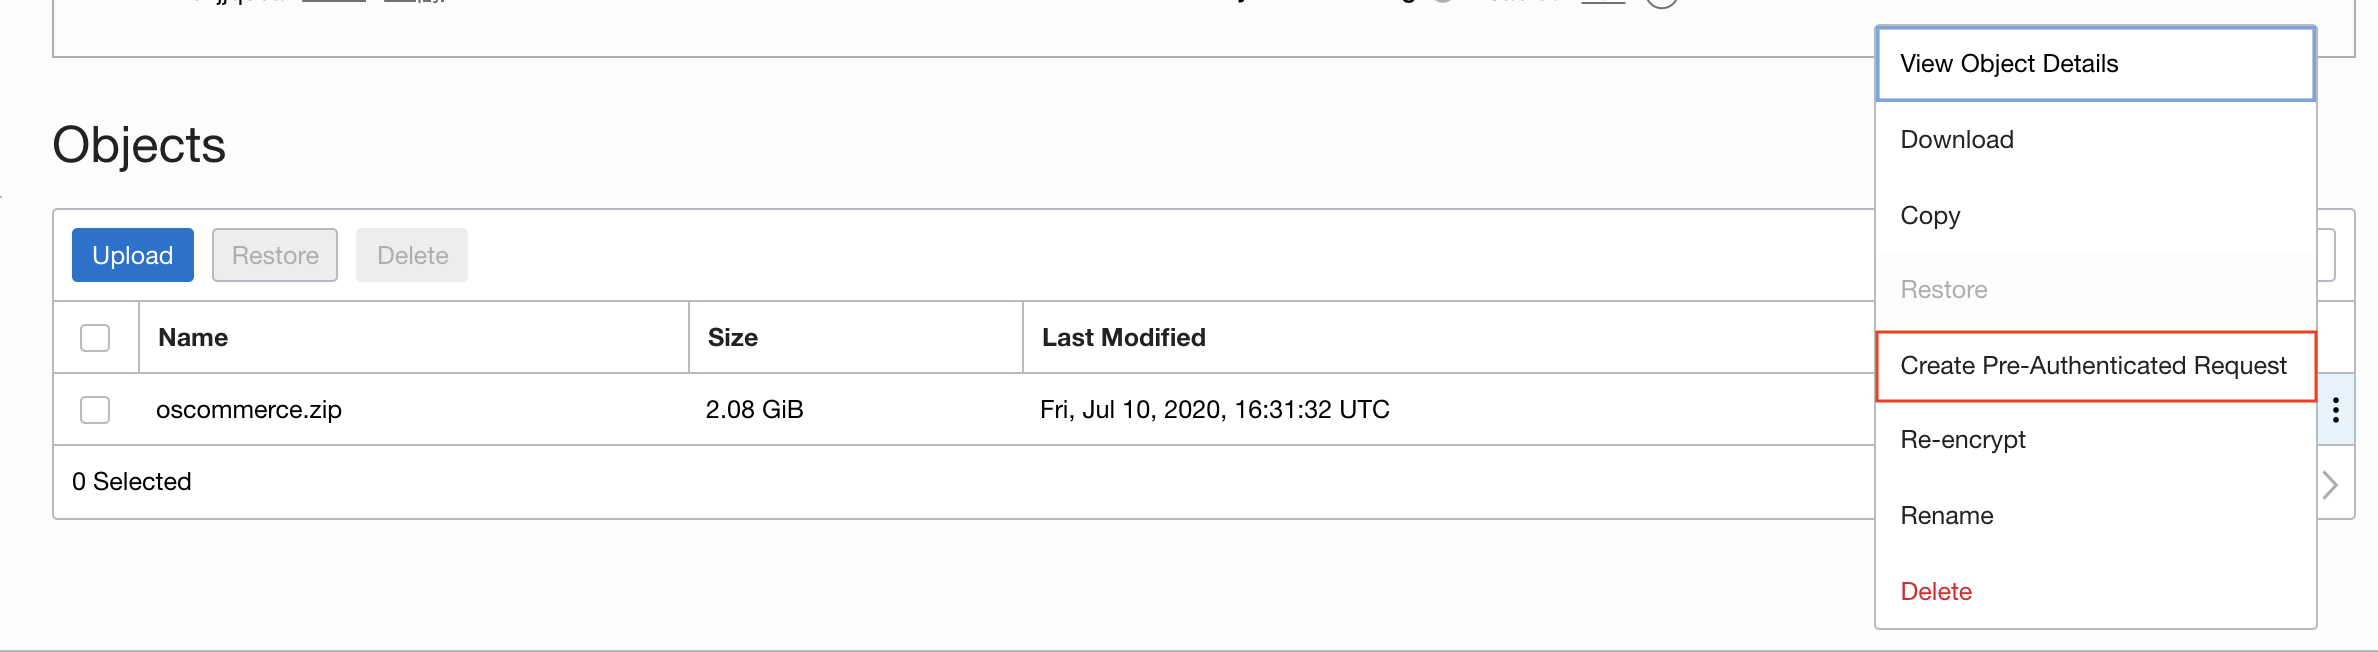 View Object Details
Download
Copy
Restore
Create Pre-Authenticated Request
Re-encrypt
Rename
Delete
Objects
Upload Restore Delete
Name Size Last Modified
oscommerce.zip 2.08 GiB Fri, Jul 10, 2020, 16:31:32 UTC
0 Selected